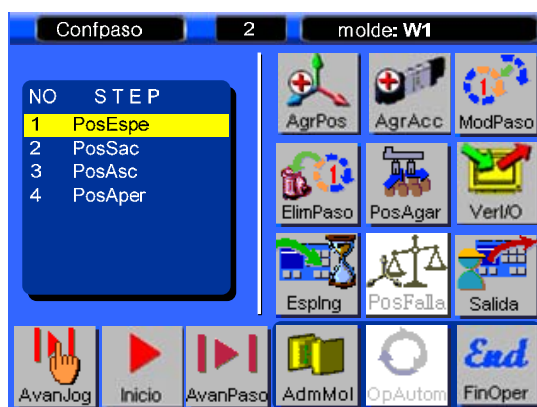 Confpaso 2 molde: W1
NO STEP
1 PosEspe
2 PosSac
3 PosAsc
4 PosAper
AgrPos AgrAcc ModPaso
ElimPaso PosAgar VerI/O
EspIng PosFalla Salida
AvanJog Inicio AvanPaso AdmMol OpAutom End FinOper